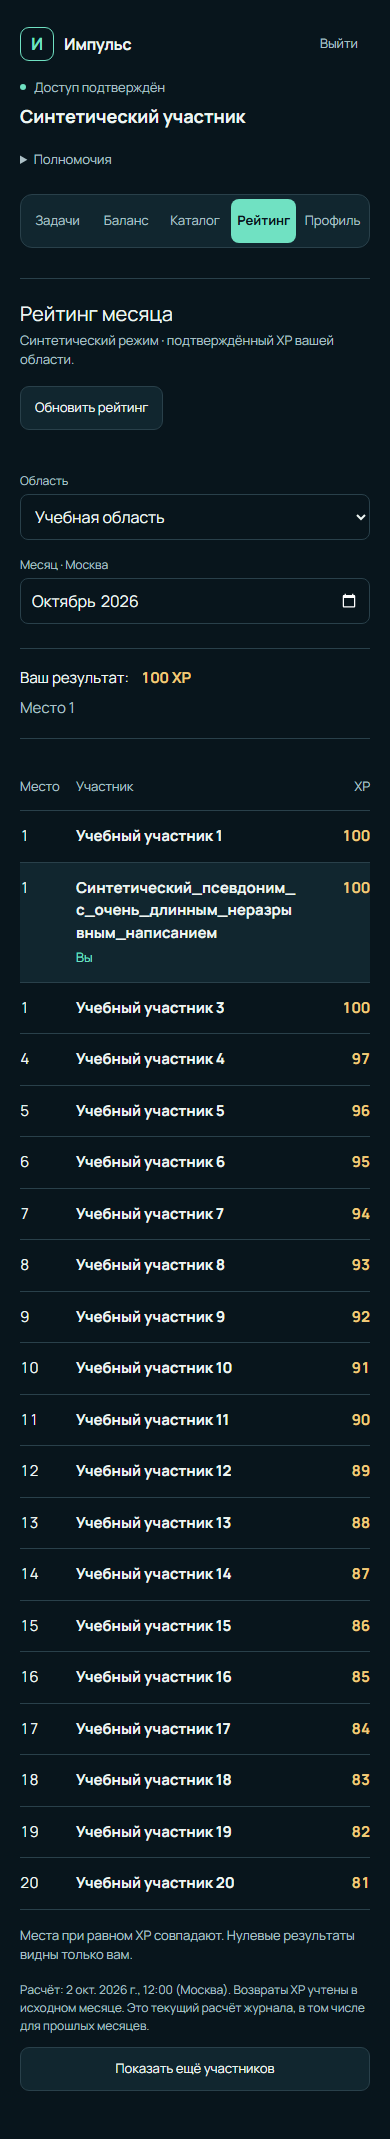 И Импульс Выйти
Доступ подтверждён
Синтетический участник
Полномочия
Задачи Баланс Каталог Рейтинг Профиль
Рейтинг месяца
Синтетический режим · подтверждённый XP вашей
области.
Обновить рейтинг
Область
Учебная область
Месяц · Москва
Октябрь 2026
Ваш результат: 100 XP
Место 1
Место Участник XP
1 Учебный участник 1 100
1 Синтетический_псевдоним_ 100
с_очень_длинным_неразры
вным_написанием
Вы
1 Учебный участник 3 100
4 Учебный участник 4 97
5 Учебный участник 5 96
6 Учебный участник 6 95
7 Учебный участник 7 94
8 Учебный участник 8 93
9 Учебный участник 9 92
10 Учебный участник 10 91
11 Учебный участник 11 90
12 Учебный участник 12 89
13 Учебный участник 13 88
14 Учебный участник 14 87
15 Учебный участник 15 86
16 Учебный участник 16 85
17 Учебный участник 17 84
18 Учебный участник 18 83
19 Учебный участник 19 82
20 Учебный участник 20 81
Места при равном XP совпадают. Нулевые результаты
видны только вам.
Расчёт: 2 окт. 2026 г., 12:00 (Москва). Возвраты XP учтены в
исходном месяце. Это текущий расчёт журнала, в том числе
для прошлых месяцев.
Показать ещё участников